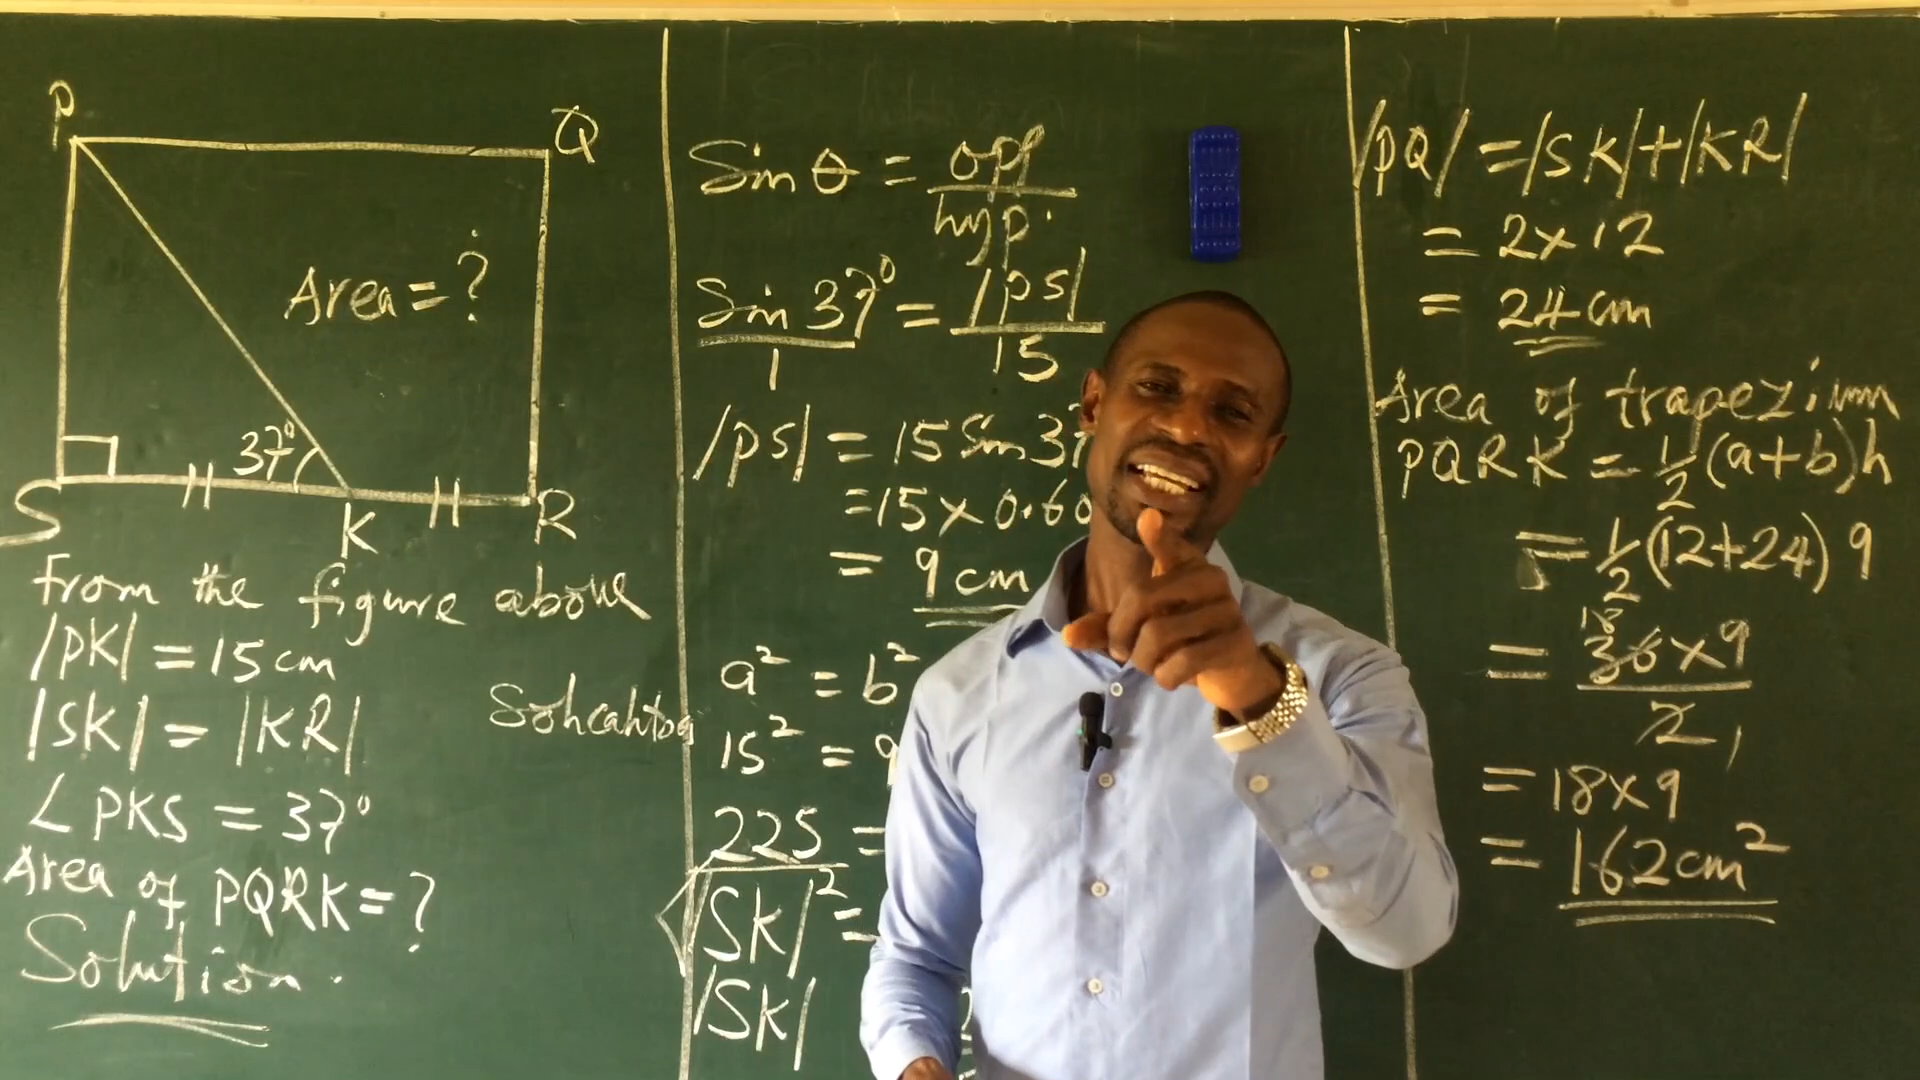 P
Q
Area = ?
37°
S
K
R
From the figure above
/PK/ = 15cm
/SK/ = /KR/
∠PKS = 37°
Area of PQRK = ?
Solution.
Sohcahtoa
Sin θ = opp
hyp.
Sin 37° = /ps/
1 15
/ps/ = 15 Sin 37
= 15 × 0.60
= 9cm
a² = b²
15² = 9
225 =
/SK/² =
/SK/
/PQ/ = /SK/ + /KR/
= 2×12
= 24cm
Area of trapezium
PQRK = 1/2 (a+b)h
= 1/2 (12+24) 9
18
= 36 × 9
2 1
= 18×9
= 162cm²